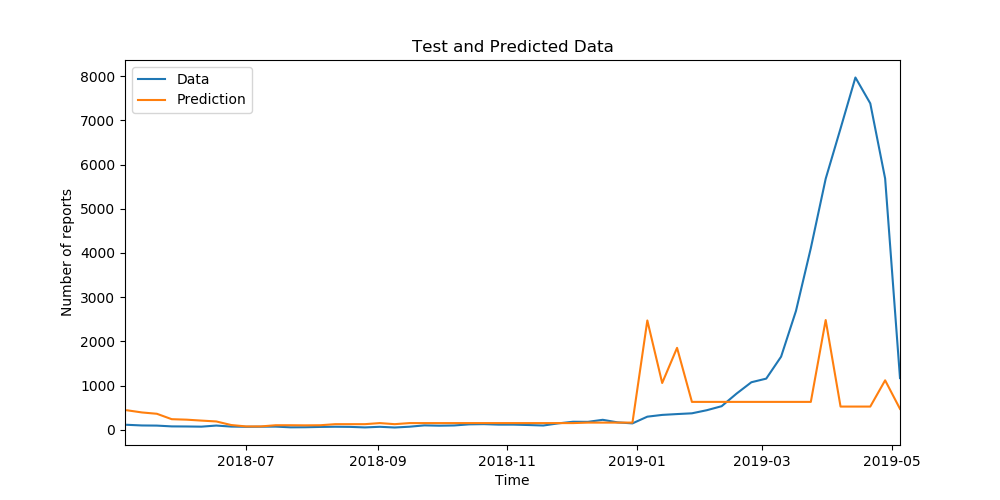 Test and Predicted Data
Data
Prediction
8000
7000
6000
5000
4000
3000
2000
1000
0
Number of reports
2018-07 2018-09 2018-11 2019-01 2019-03 2019-05
Time